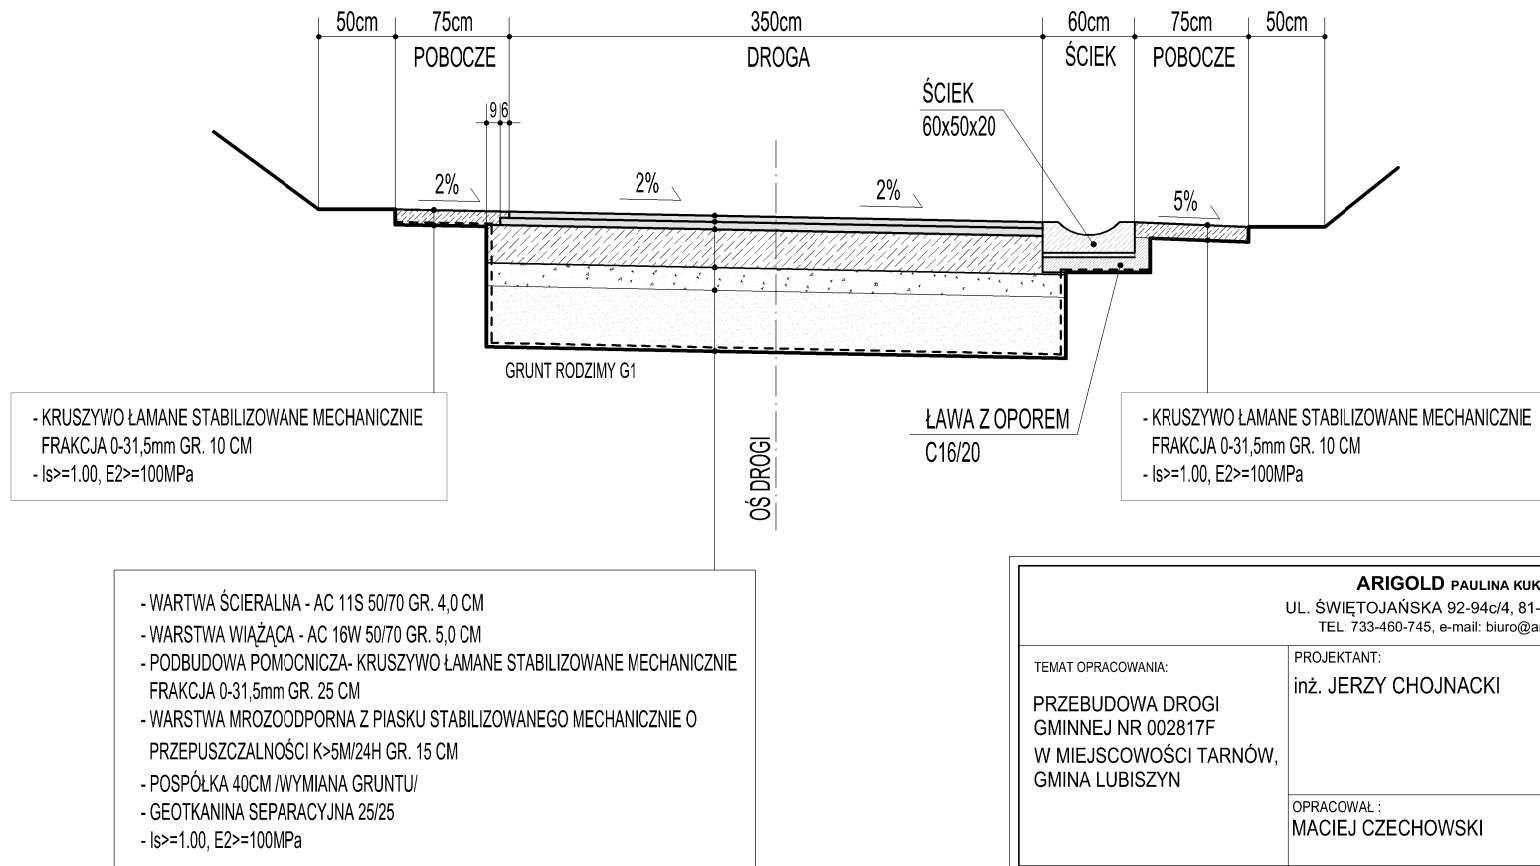 50cm 75cm 350cm 60cm 75cm 50cm
POBOCZE DROGA ŚCIEK POBOCZE
ŚCIEK
60x50x20
9 6
2% 2% 2% 5%
GRUNT RODZIMY G1
OŚ DROGI
ŁAWA Z OPOREM
C16/20
- KRUSZYWO ŁAMANE STABILIZOWANE MECHANICZNIE
FRAKCJA 0-31,5mm GR. 10 CM
- Is>=1.00, E2>=100MPa
- KRUSZYWO ŁAMANE STABILIZOWANE MECHANICZNIE
FRAKCJA 0-31,5mm GR. 10 CM
- Is>=1.00, E2>=100MPa
- WARTWA ŚCIERALNA - AC 11S 50/70 GR. 4,0 CM
- WARSTWA WIĄŻĄCA - AC 16W 50/70 GR. 5,0 CM
- PODBUDOWA POMOCNICZA- KRUSZYWO ŁAMANE STABILIZOWANE MECHANICZNIE
FRAKCJA 0-31,5mm GR. 25 CM
- WARSTWA MROZOODPORNA Z PIASKU STABILIZOWANEGO MECHANICZNIE O
PRZEPUSZCZALNOŚCI K>5M/24H GR. 15 CM
- POSPÓŁKA 40CM /WYMIANA GRUNTU/
- GEOTKANINA SEPARACYJNA 25/25
- Is>=1.00, E2>=100MPa
ARIGOLD PAULINA KUK
UL. ŚWIĘTOJAŃSKA 92-94c/4, 81-
TEL: 733-460-745, e-mail: biuro@a
TEMAT OPRACOWANIA:
PRZEBUDOWA DROGI
GMINNEJ NR 002817F
W MIEJSCOWOŚCI TARNÓW,
GMINA LUBISZYN
PROJEKTANT:
inż. JERZY CHOJNACKI
OPRACOWAŁ :
MACIEJ CZECHOWSKI